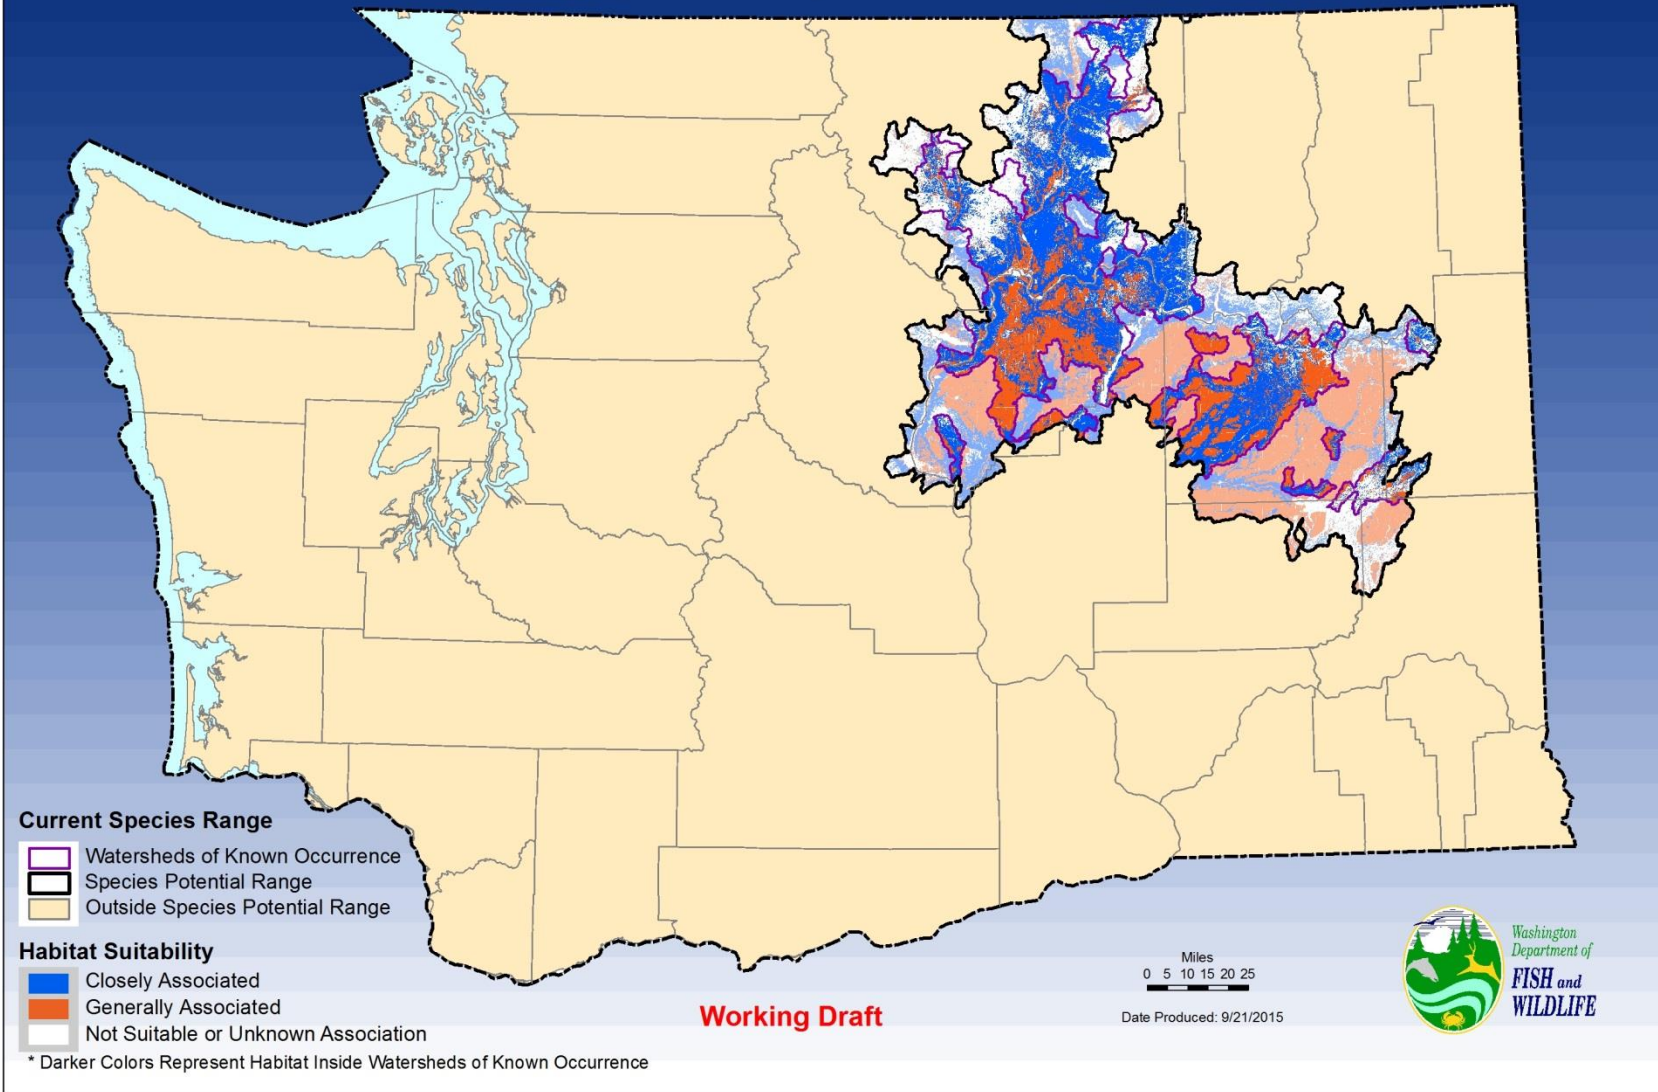 Current Species Range
Watersheds of Known Occurrence
Species Potential Range
Outside Species Potential Range
Habitat Suitability
Closely Associated
Generally Associated
Not Suitable or Unknown Association
* Darker Colors Represent Habitat Inside Watersheds of Known Occurrence
Working Draft
Miles
0 5 10 15 20 25
Date Produced: 9/21/2015
Washington
Department of
FISH and
WILDLIFE